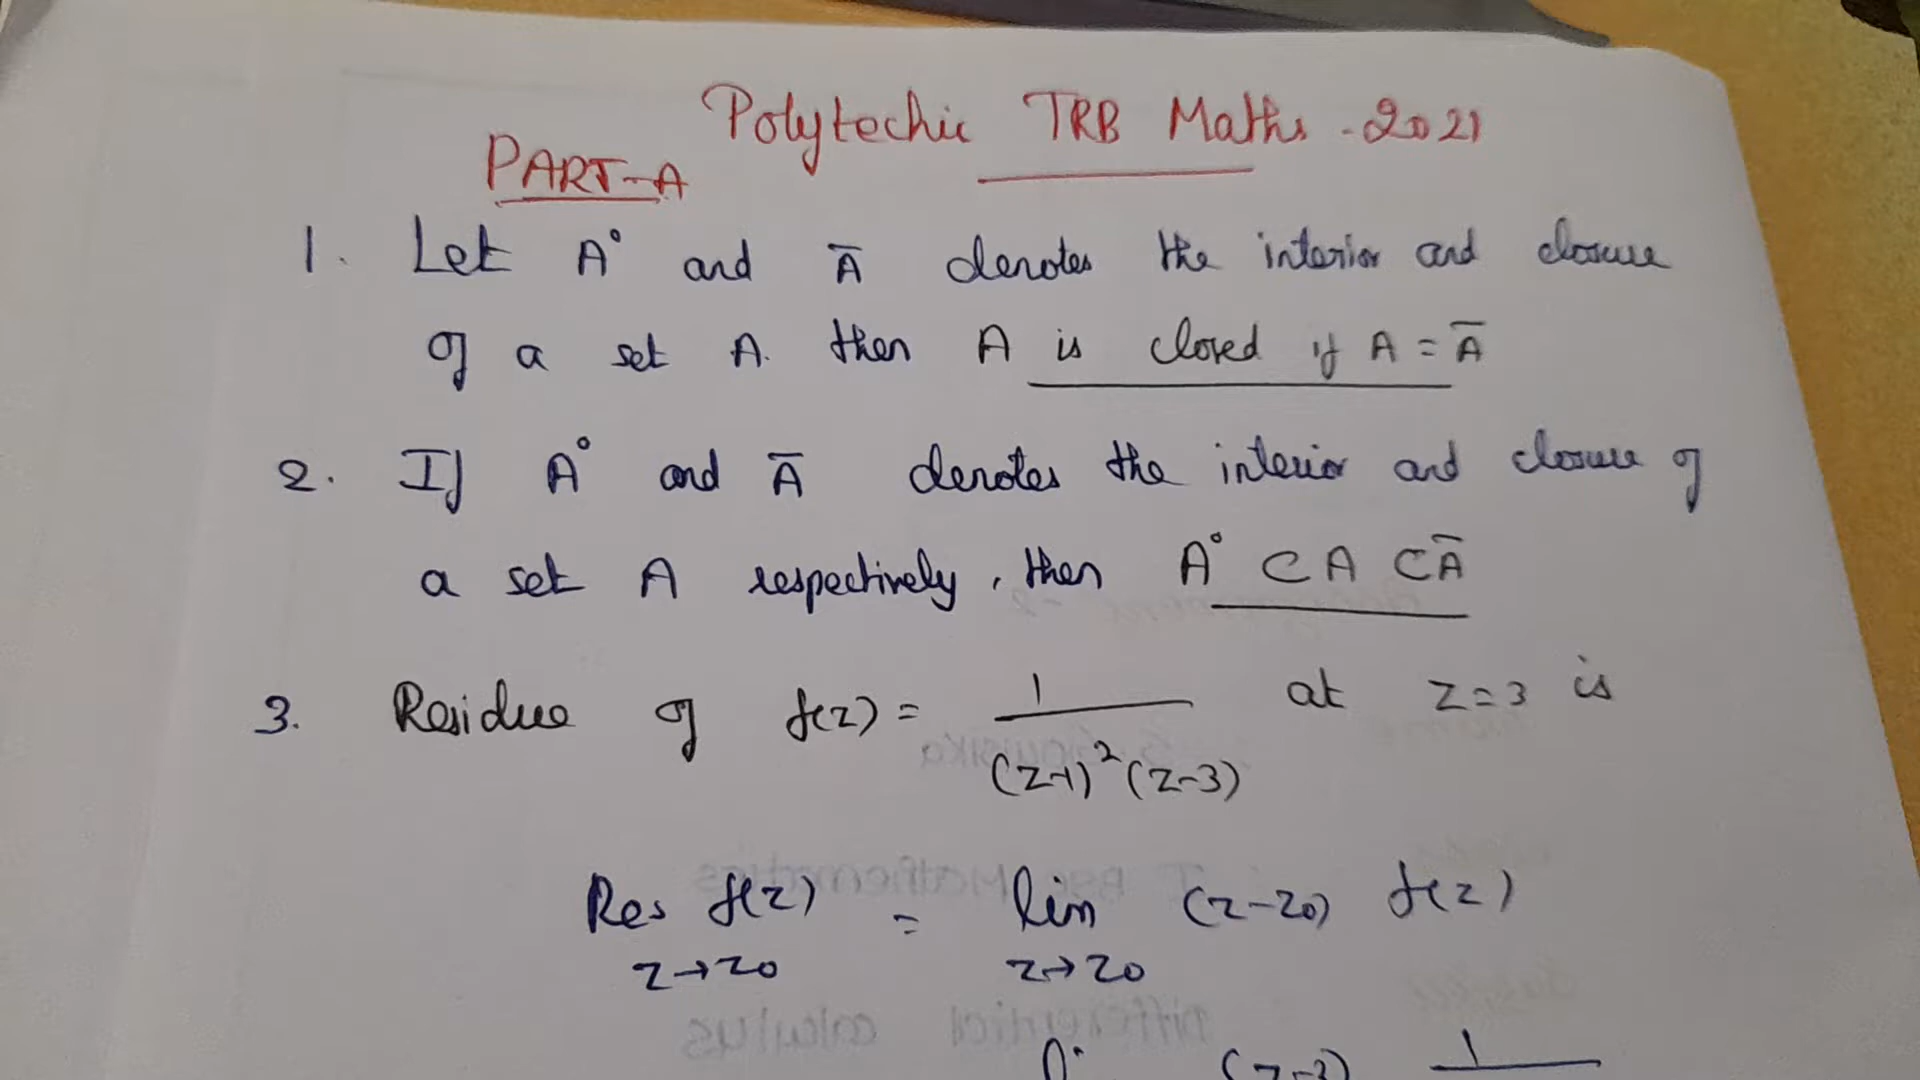 Polytechic TRB Maths - 2021
PART-A
1. Let A° and A̅ denotes the interior and closure
of a set A. then A is closed if A = A̅
2. If A° and A̅ denotes the interior and closure of
a set A respectively, then A° ⊂ A ⊂ A̅
3. Residue of f(z) = 1 / (z-1)² (z-3) at z=3 is
Res f(z) = lim (z-z0) f(z)
z→z0 z→z0
(z-3) 1